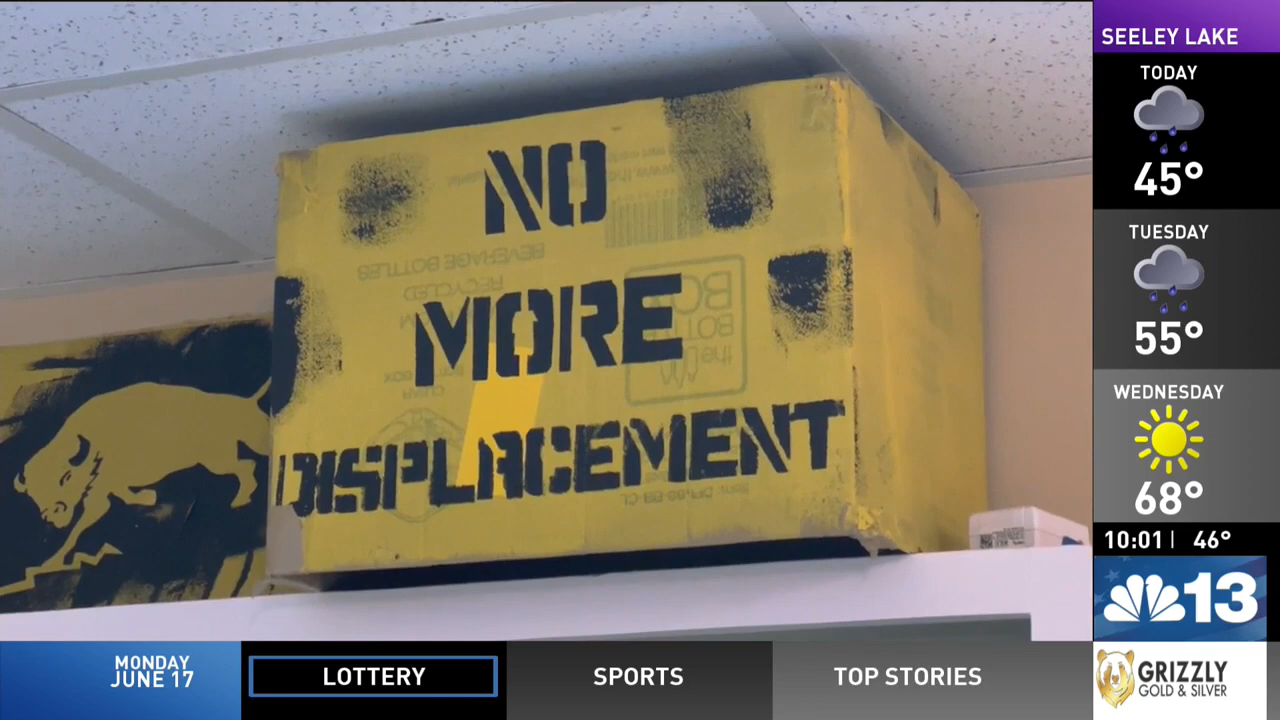 NO
MORE
DISPLACEMENT
BEVERAGE BOTTLES
RECYCLED
SEELEY LAKE
TODAY
45°
TUESDAY
55°
WEDNESDAY
68°
10:01 | 46°
13
MONDAY
JUNE 17
LOTTERY
SPORTS
TOP STORIES
GRIZZLY
GOLD & SILVER